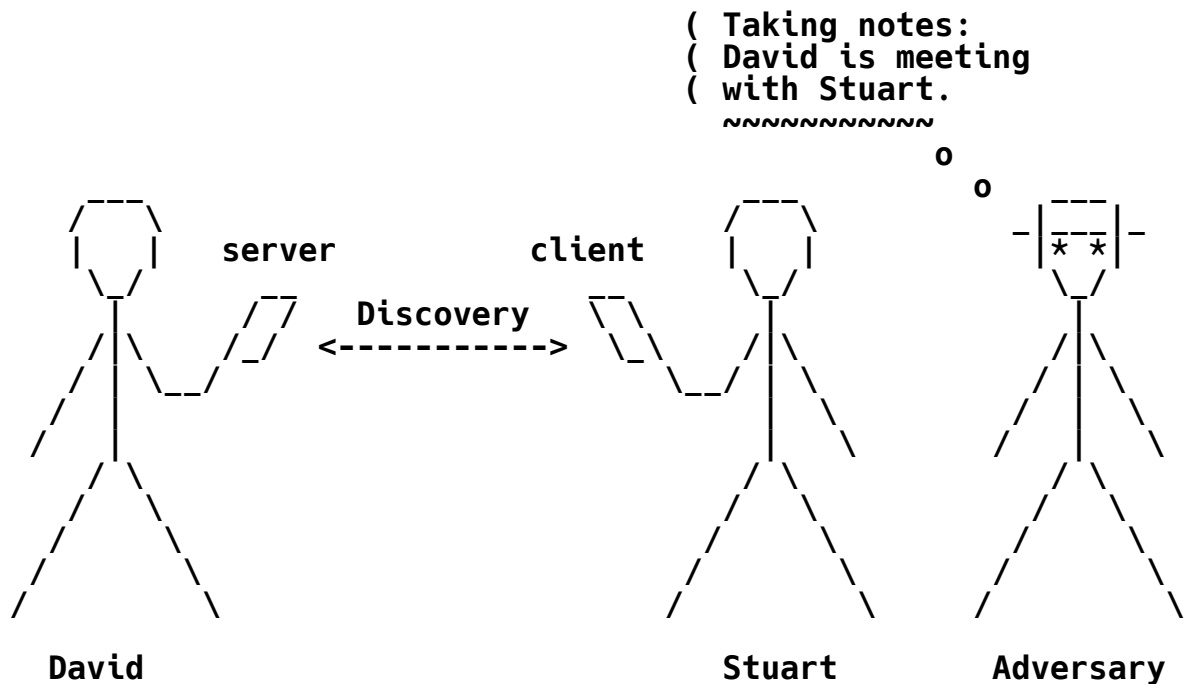 ( Taking notes:
( David is meeting
( with Stuart.
~~~~~~~~~~~
o
o
server client
Discovery
<----------->
David Stuart Adversary